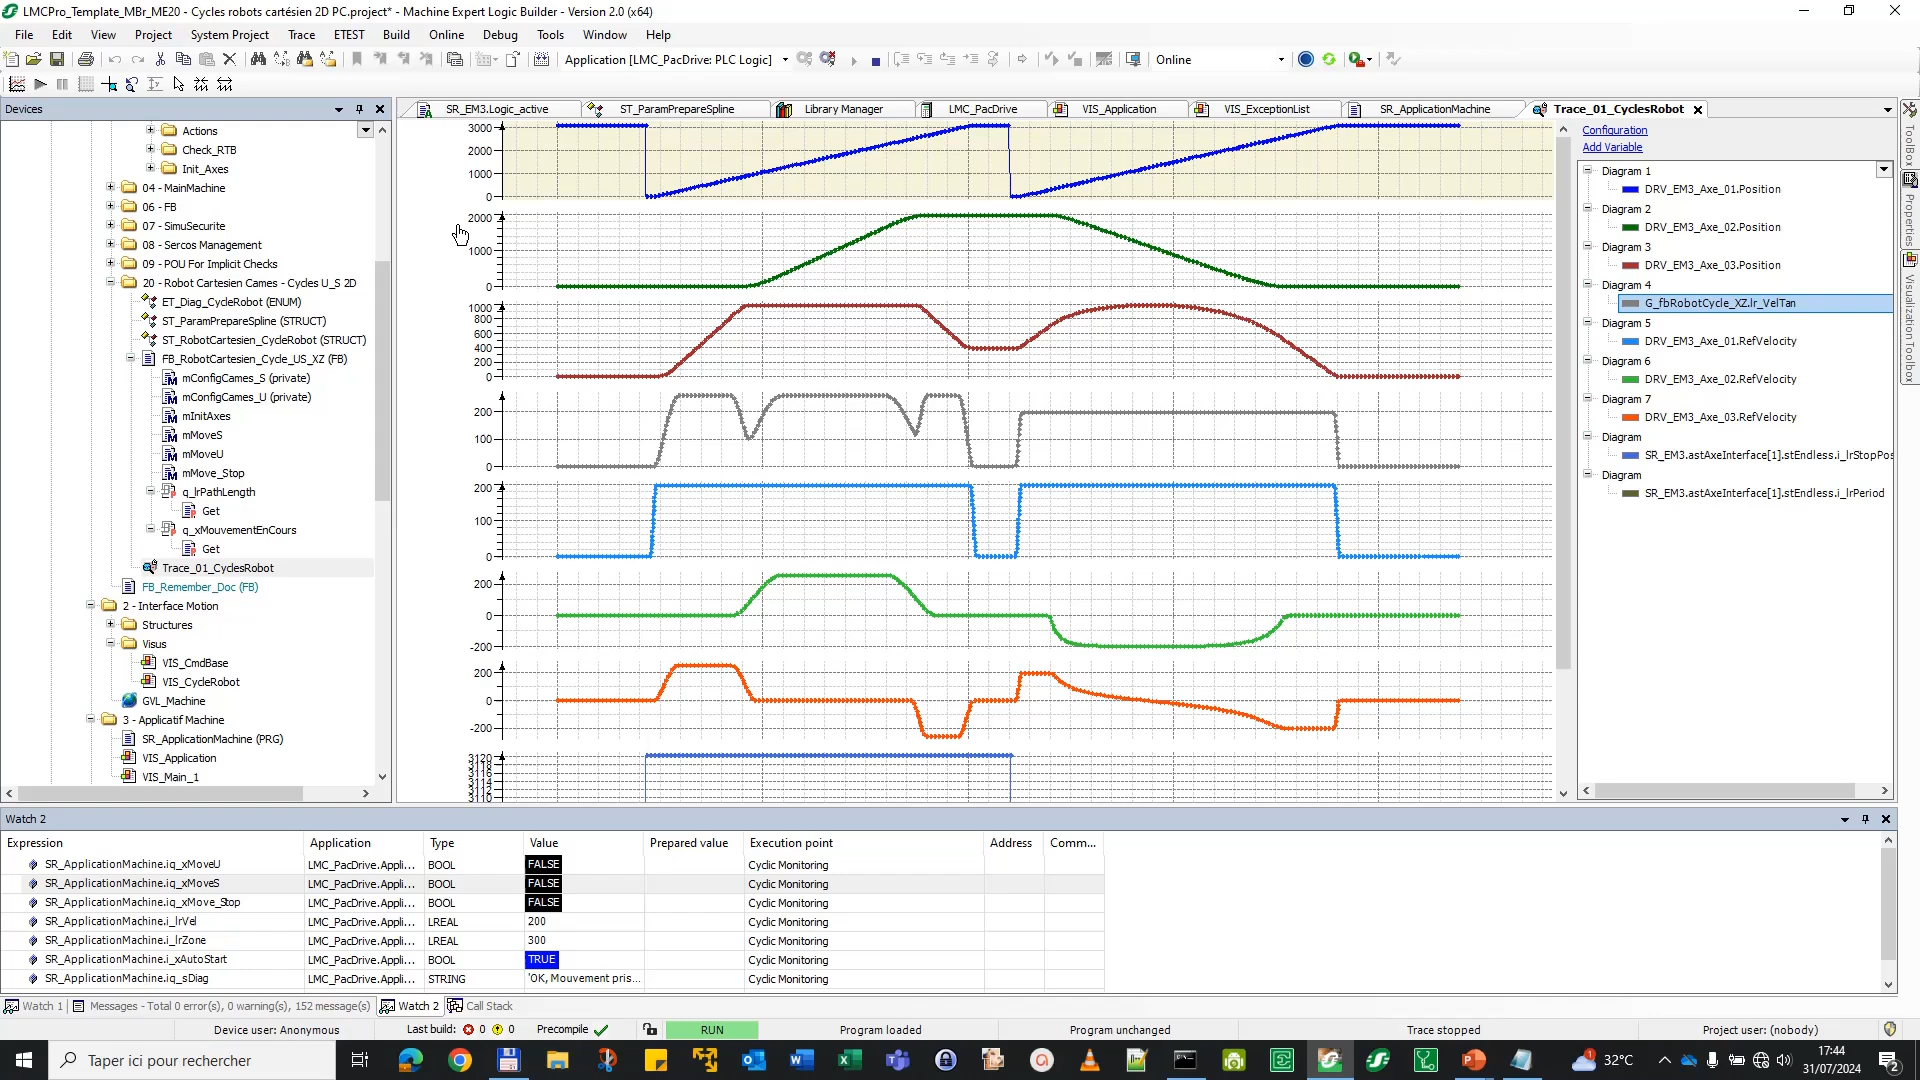 LMCPro_Template_MBr_ME20 - Cycles robots cartésien 2D PC.project* - Machine Expert Logic Builder - Version 2.0 (x64)
File Edit View Project System Project Trace ETEST Build Online Debug Tools Window Help
Application [LMC_PacDrive: PLC Logic] Online
Devices
Actions
Check_RTB
Init_Axes
04 - MainMachine
06 - FB
07 - SimuSecurite
08 - Sercos Management
09 - POU For Implicit Checks
20 - Robot Cartesien Cames - Cycles U_S 2D
ET_Diag_CycleRobot (ENUM)
ST_ParamPrepareSpline (STRUCT)
ST_RobotCartesien_CycleRobot (STRUCT)
FB_RobotCartesien_Cycle_US_XZ (FB)
mConfigCames_S (private)
mConfigCames_U (private)
mInitAxes
mMoveS
mMoveU
mMove_Stop
q_lrPathLength
Get
q_xMouvementEnCours
Get
Trace_01_CyclesRobot
FB_Remember_Doc (FB)
2 - Interface Motion
Structures
Visus
VIS_CmdBase
VIS_CycleRobot
GVL_Machine
3 - Applicatif Machine
SR_ApplicationMachine (PRG)
VIS_Application
VIS_Main_1
SR_EM3.Logic_active ST_ParamPrepareSpline Library Manager LMC_PacDrive VIS_Application VIS_ExceptionList SR_ApplicationMachine Trace_01_CyclesRobot
3000
2000
1000
0
2000
1000
0
1000
800
600
400
200
0
200
100
0
200
100
0
200
0
-200
200
0
-200
3120
3118
3116
3114
3112
3110
Configuration
Add Variable
Diagram 1
DRV_EM3_Axe_01.Position
Diagram 2
DRV_EM3_Axe_02.Position
Diagram 3
DRV_EM3_Axe_03.Position
Diagram 4
G_fbRobotCycle_XZ.lr_VelTan
Diagram 5
DRV_EM3_Axe_01.RefVelocity
Diagram 6
DRV_EM3_Axe_02.RefVelocity
Diagram 7
DRV_EM3_Axe_03.RefVelocity
Diagram
SR_EM3.astAxeInterface[1].stEndless.i_lrStopPos
Diagram
SR_EM3.astAxeInterface[1].stEndless.i_lrPeriod
ToolBox
Properties
Visualization Toolbox
Watch 2
Expression Application Type Value Prepared value Execution point Address Comm...
SR_ApplicationMachine.iq_xMoveU LMC_PacDrive.Appli... BOOL FALSE Cyclic Monitoring
SR_ApplicationMachine.iq_xMoveS LMC_PacDrive.Appli... BOOL FALSE Cyclic Monitoring
SR_ApplicationMachine.iq_xMove_Stop LMC_PacDrive.Appli... BOOL FALSE Cyclic Monitoring
SR_ApplicationMachine.i_lrVel LMC_PacDrive.Appli... LREAL 200 Cyclic Monitoring
SR_ApplicationMachine.i_lrZone LMC_PacDrive.Appli... LREAL 300 Cyclic Monitoring
SR_ApplicationMachine.i_xAutoStart LMC_PacDrive.Appli... BOOL TRUE Cyclic Monitoring
SR_ApplicationMachine.iq_sDiag LMC_PacDrive.Appli... STRING 'OK, Mouvement pris... Cyclic Monitoring
Watch 1 Messages - Total 0 error(s), 0 warning(s), 152 message(s) Watch 2 Call Stack
Device user: Anonymous Last build: 0 0 Precompile RUN Program loaded Program unchanged Trace stopped Project user: (nobody)
Taper ici pour rechercher 32°C 17:44
31/07/2024
2